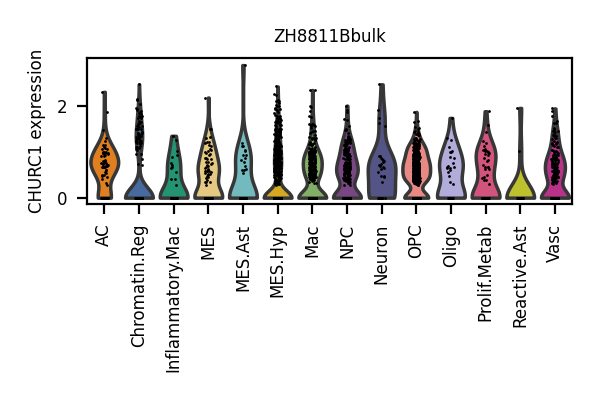 ZH8811Bbulk
CHURC1 expression
2
0
AC
Chromatin.Reg
Inflammatory.Mac
MES
MES.Ast
MES.Hyp
Mac
NPC
Neuron
OPC
Oligo
Prolif.Metab
Reactive.Ast
Vasc